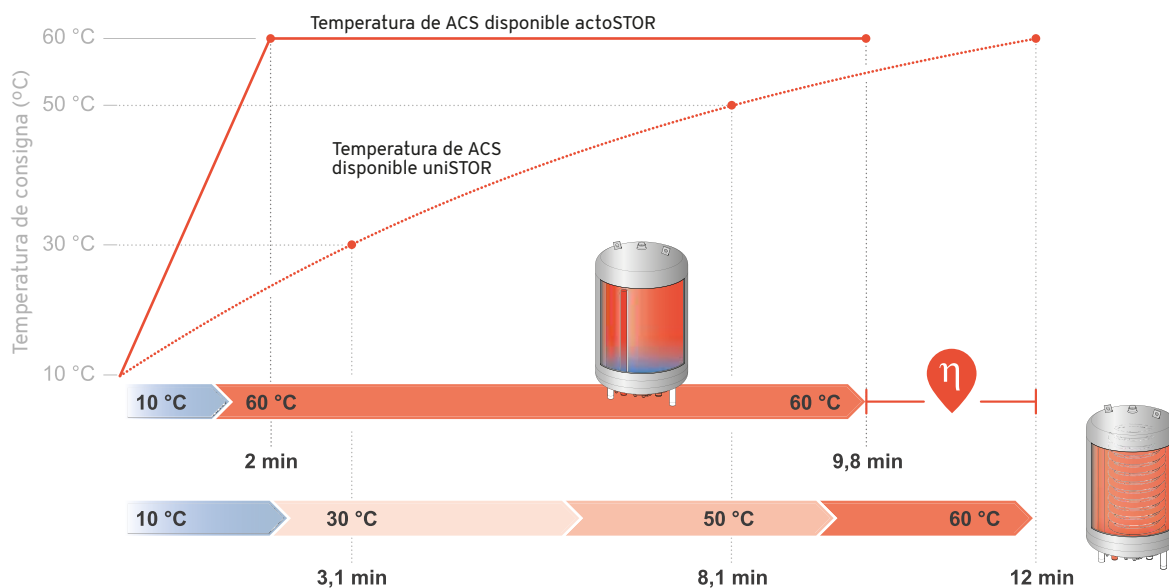 Temperatura de ACS disponible actoSTOR
60 °C
50 °C
30 °C
10 °C
Temperatura de consigna (ºC)
Temperatura de ACS
disponible uniSTOR
10 °C 60 °C 60 °C η
2 min 9,8 min
10 °C 30 °C 50 °C 60 °C
3,1 min 8,1 min 12 min